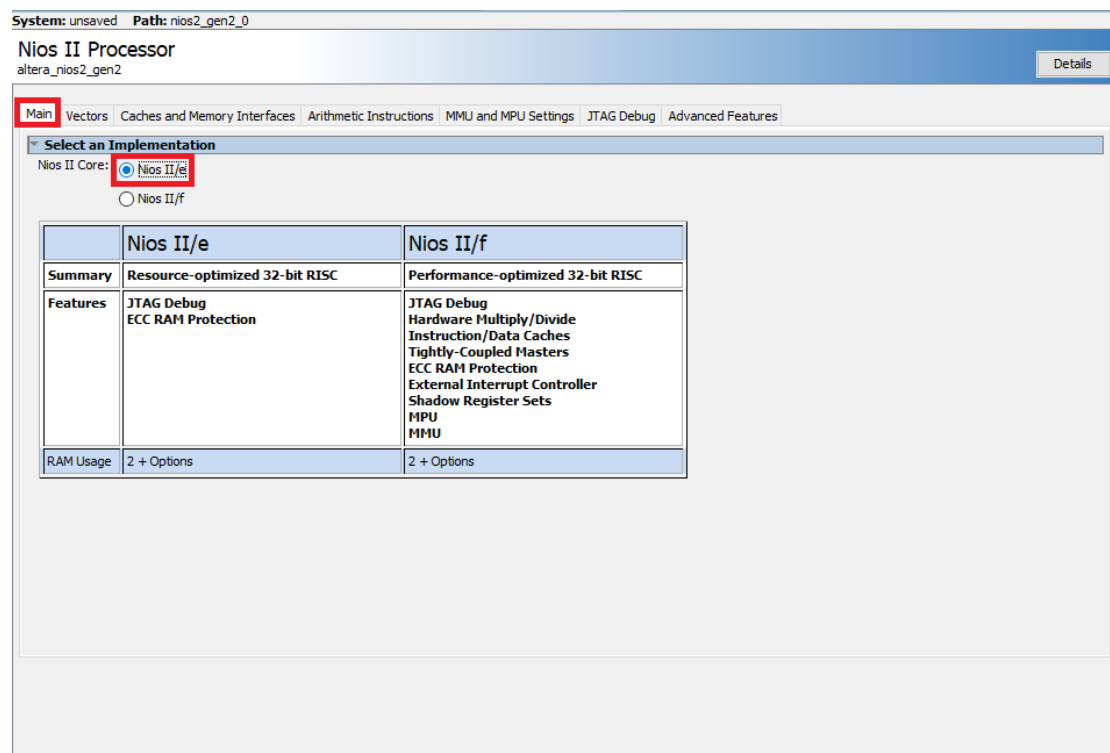 System: unsaved Path: nios2_gen2_0
Nios II Processor
altera_nios2_gen2
Details
Main Vectors Caches and Memory Interfaces Arithmetic Instructions MMU and MPU Settings JTAG Debug Advanced Features
Select an Implementation
Nios II Core: Nios II/e
Nios II/f
Nios II/e Nios II/f
Summary Resource-optimized 32-bit RISC Performance-optimized 32-bit RISC
Features JTAG Debug JTAG Debug
ECC RAM Protection Hardware Multiply/Divide
Instruction/Data Caches
Tightly-Coupled Masters
ECC RAM Protection
External Interrupt Controller
Shadow Register Sets
MPU
MMU
RAM Usage 2 + Options 2 + Options